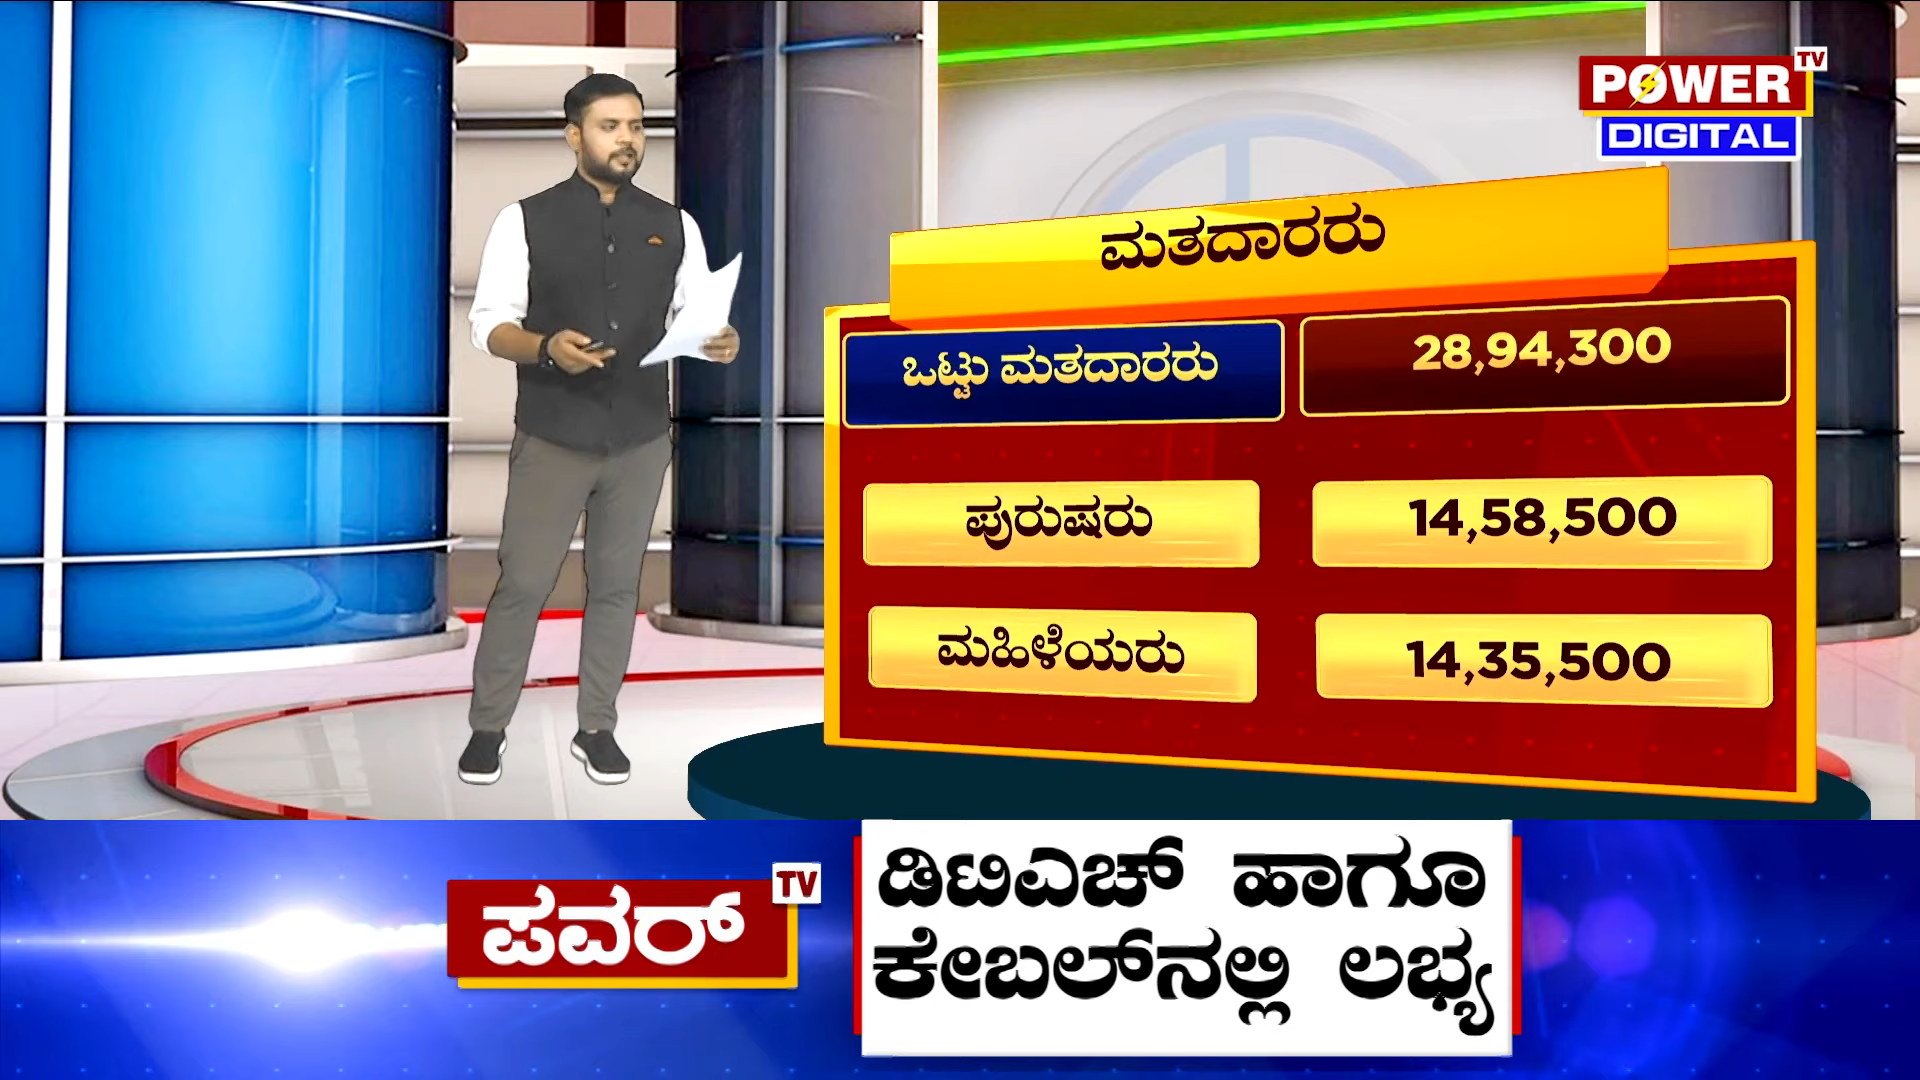 POWER TV
DIGITAL
ಮತದಾರರು
ಒಟ್ಟು ಮತದಾರರು 28,94,300
ಪುರುಷರು 14,58,500
ಮಹಿಳೆಯರು 14,35,500
ಪವರ್ TV
ಡಿಟಿಎಚ್ ಹಾಗೂ
ಕೇಬಲ್‌ನಲ್ಲಿ ಲಭ್ಯ